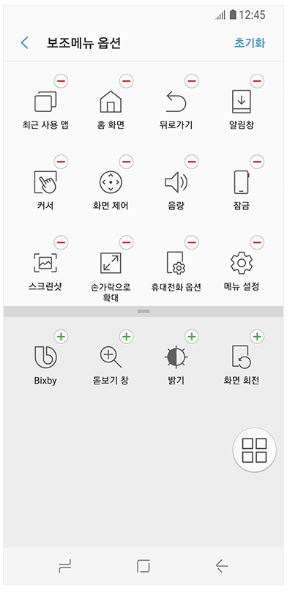 12:45
보조메뉴 옵션 초기화
최근 사용 앱 홈 화면 뒤로가기 알림창
커서 화면 제어 음량 잠금
스크린샷 손가락으로 확대 휴대전화 옵션 메뉴 설정
Bixby 돋보기 창 밝기 화면 회전